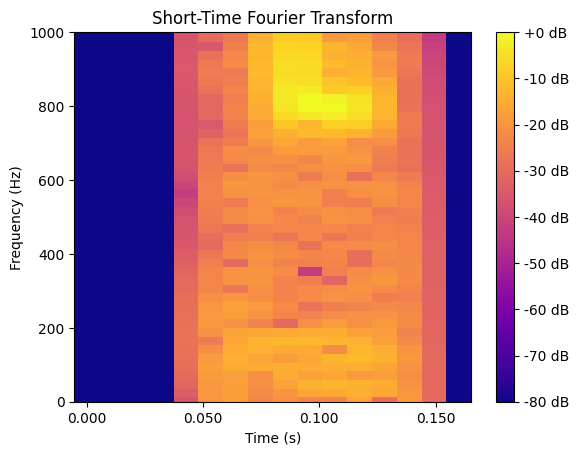 Short-Time Fourier Transform
1000
800
600
400
200
0
Frequency (Hz)
0.000
0.050
0.100
0.150
Time (s)
+0 dB
-10 dB
-20 dB
-30 dB
-40 dB
-50 dB
-60 dB
-70 dB
-80 dB